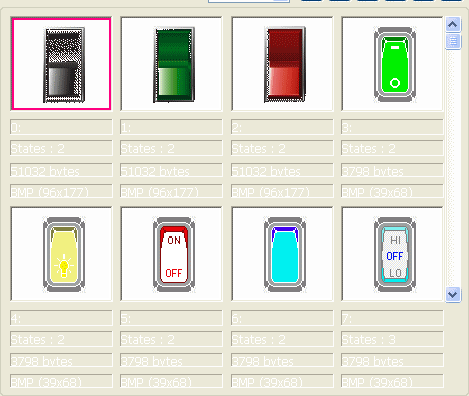 0: 1: 2: 3:
States : 2 States : 2 States : 2 States : 2
51032 bytes 51032 bytes 51032 bytes 3798 bytes
BMP (96x177) BMP (96x177) BMP (96x177) BMP (39x68)
ON HI
OFF
OFF LO
4: 5: 6: 7:
States : 2 States : 2 States : 2 States : 3
3798 bytes 3798 bytes 3798 bytes 3798 bytes
BMP (39x68) BMP (39x68) BMP (39x68) BMP (39x68)